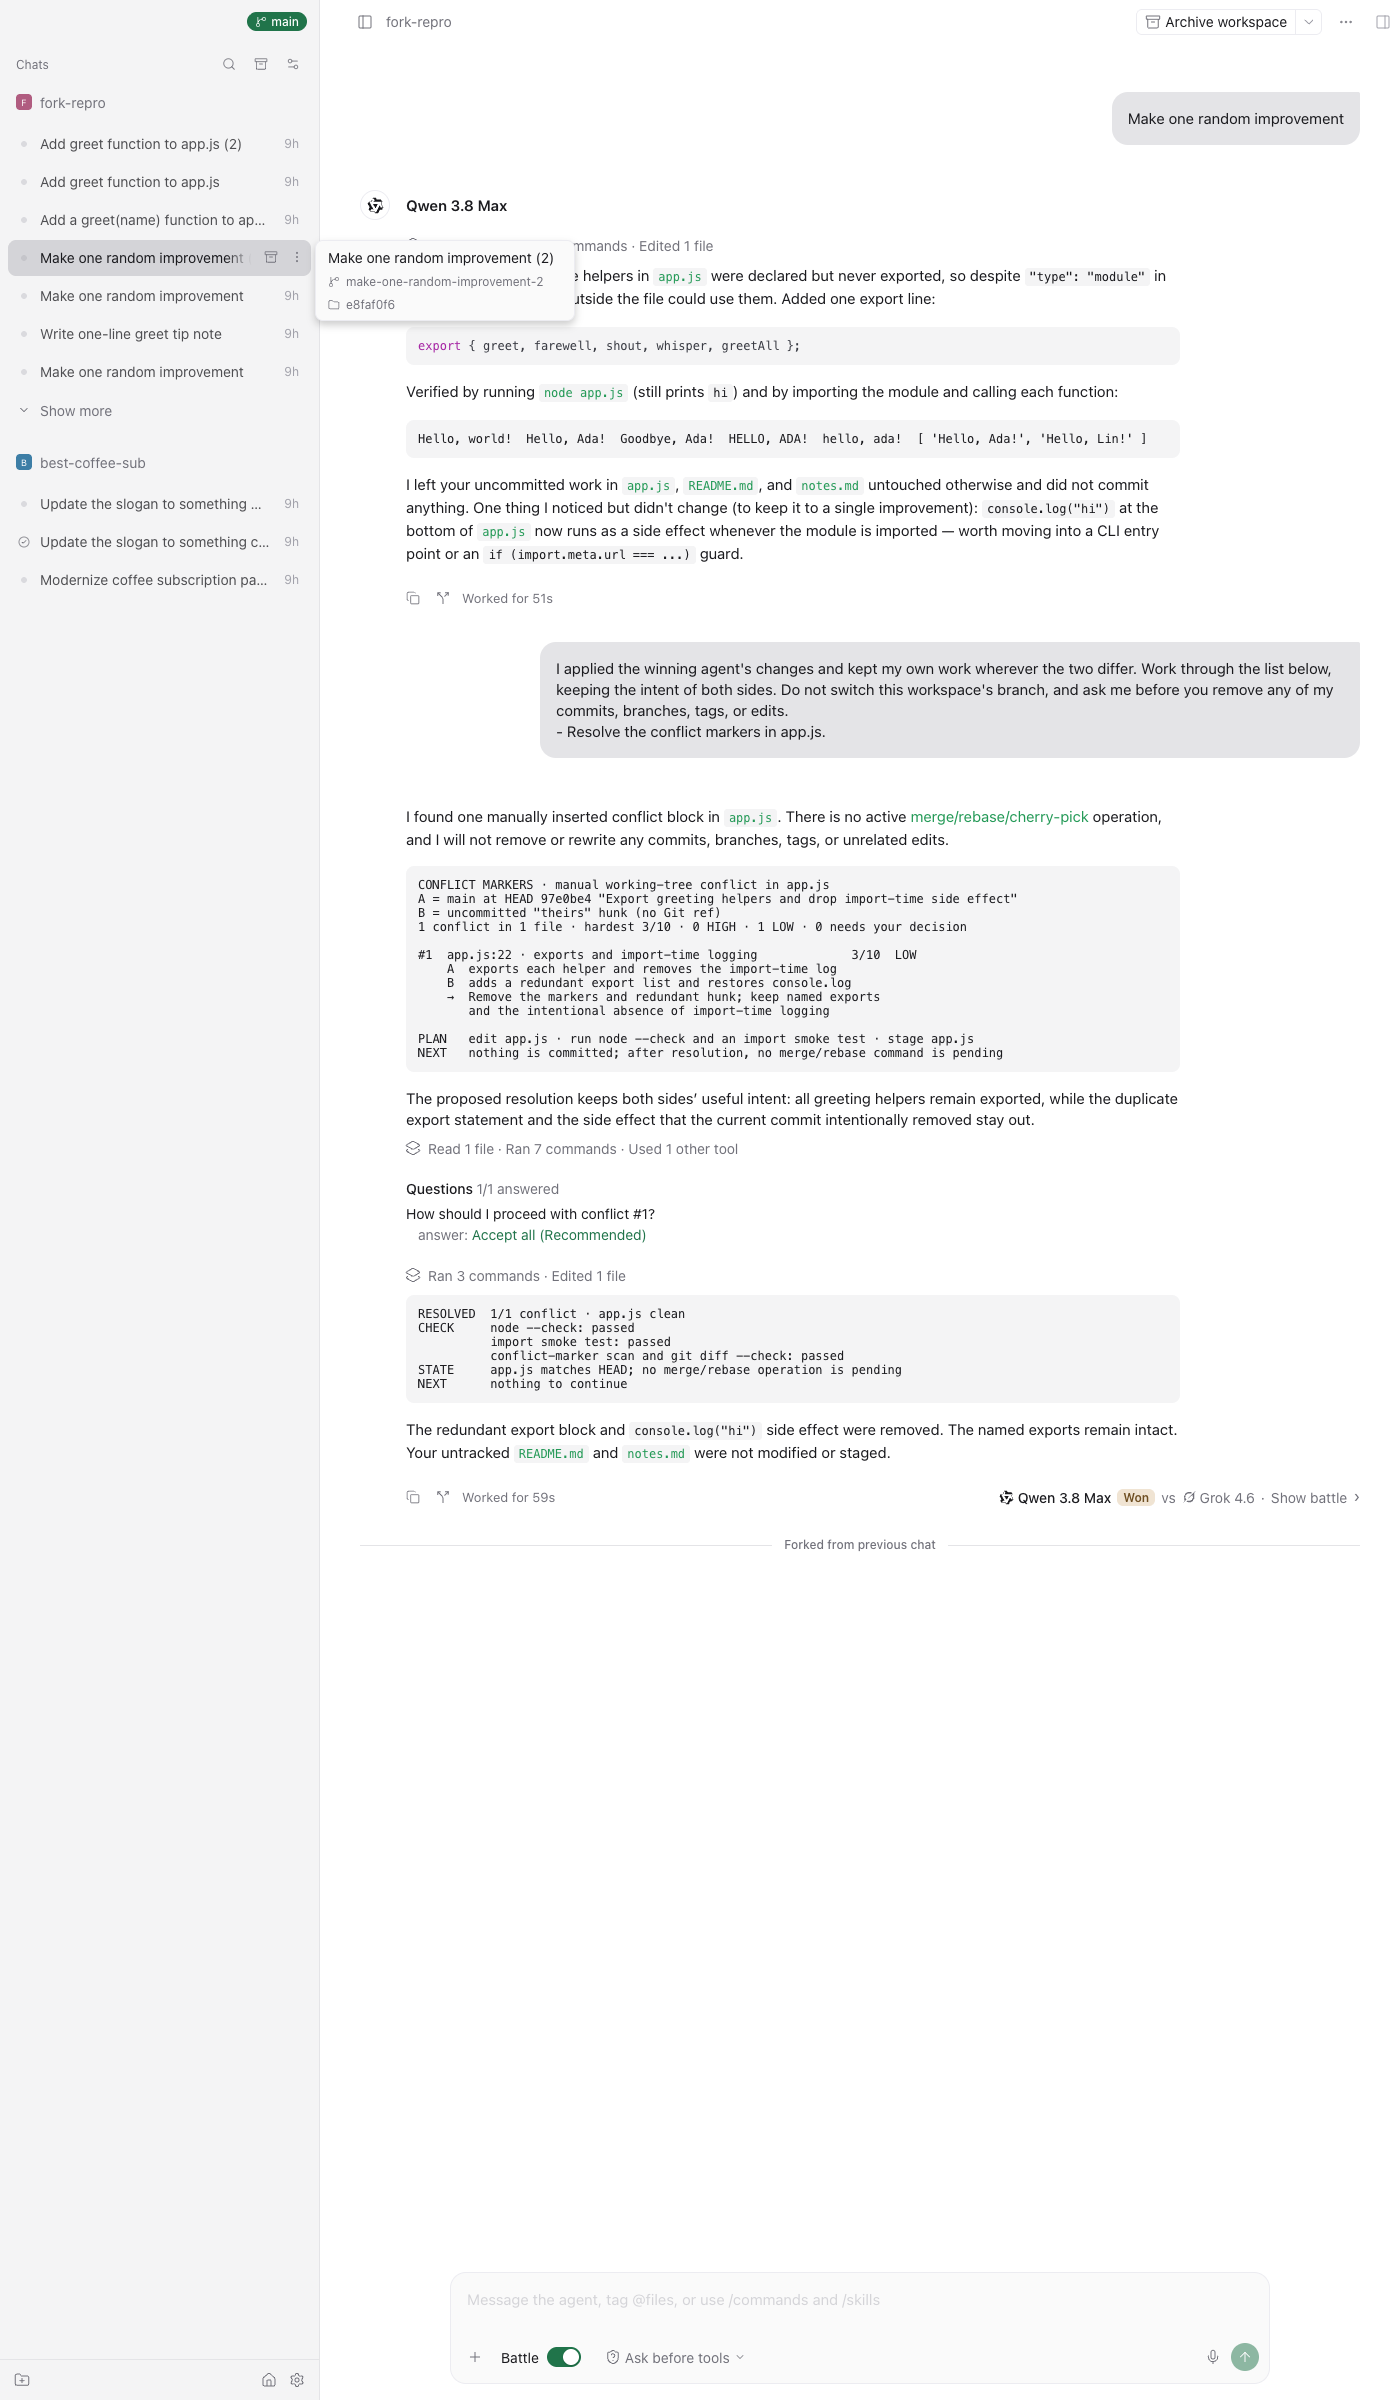 main
Chats
F fork-repro
Add greet function to app.js (2) 9h
Add greet function to app.js 9h
Add a greet(name) function to ap... 9h
Make one random improvement
Make one random improvement 9h
Write one-line greet tip note 9h
Make one random improvement 9h
Show more
B best-coffee-sub
Update the slogan to something ... 9h
Update the slogan to something c... 9h
Modernize coffee subscription pa... 9h
fork-repro
Archive workspace
Make one random improvement
Qwen 3.8 Max
mmands · Edited 1 file
Make one random improvement (2)
make-one-random-improvement-2
e8faf0f6
e helpers in app.js were declared but never exported, so despite "type": "module" in
utside the file could use them. Added one export line:
export { greet, farewell, shout, whisper, greetAll };
Verified by running node app.js (still prints hi) and by importing the module and calling each function:
Hello, world!  Hello, Ada!  Goodbye, Ada!  HELLO, ADA!  hello, ada!  [ 'Hello, Ada!', 'Hello, Lin!' ]
I left your uncommitted work in app.js, README.md, and notes.md untouched otherwise and did not commit
anything. One thing I noticed but didn't change (to keep it to a single improvement): console.log("hi") at the
bottom of app.js now runs as a side effect whenever the module is imported — worth moving into a CLI entry
point or an if (import.meta.url === ...) guard.
Worked for 51s
I applied the winning agent's changes and kept my own work wherever the two differ. Work through the list below,
keeping the intent of both sides. Do not switch this workspace's branch, and ask me before you remove any of my
commits, branches, tags, or edits.
- Resolve the conflict markers in app.js.
I found one manually inserted conflict block in app.js. There is no active merge/rebase/cherry-pick operation,
and I will not remove or rewrite any commits, branches, tags, or unrelated edits.
CONFLICT MARKERS · manual working-tree conflict in app.js
A = main at HEAD 97e0be4 "Export greeting helpers and drop import-time side effect"
B = uncommitted "theirs" hunk (no Git ref)
1 conflict in 1 file · hardest 3/10 · 0 HIGH · 1 LOW · 0 needs your decision
#1  app.js:22 · exports and import-time logging  3/10  LOW
A  exports each helper and removes the import-time log
B  adds a redundant export list and restores console.log
→  Remove the markers and redundant hunk; keep named exports
and the intentional absence of import-time logging
PLAN  edit app.js · run node --check and an import smoke test · stage app.js
NEXT  nothing is committed; after resolution, no merge/rebase command is pending
The proposed resolution keeps both sides’ useful intent: all greeting helpers remain exported, while the duplicate
export statement and the side effect that the current commit intentionally removed stay out.
Read 1 file · Ran 7 commands · Used 1 other tool
Questions 1/1 answered
How should I proceed with conflict #1?
answer: Accept all (Recommended)
Ran 3 commands · Edited 1 file
RESOLVED  1/1 conflict · app.js clean
CHECK  node --check: passed
import smoke test: passed
conflict-marker scan and git diff --check: passed
STATE  app.js matches HEAD; no merge/rebase operation is pending
NEXT  nothing to continue
The redundant export block and console.log("hi") side effect were removed. The named exports remain intact.
Your untracked README.md and notes.md were not modified or staged.
Worked for 59s
Qwen 3.8 Max Won vs Grok 4.6 · Show battle
Forked from previous chat
Message the agent, tag @files, or use /commands and /skills
Battle
Ask before tools